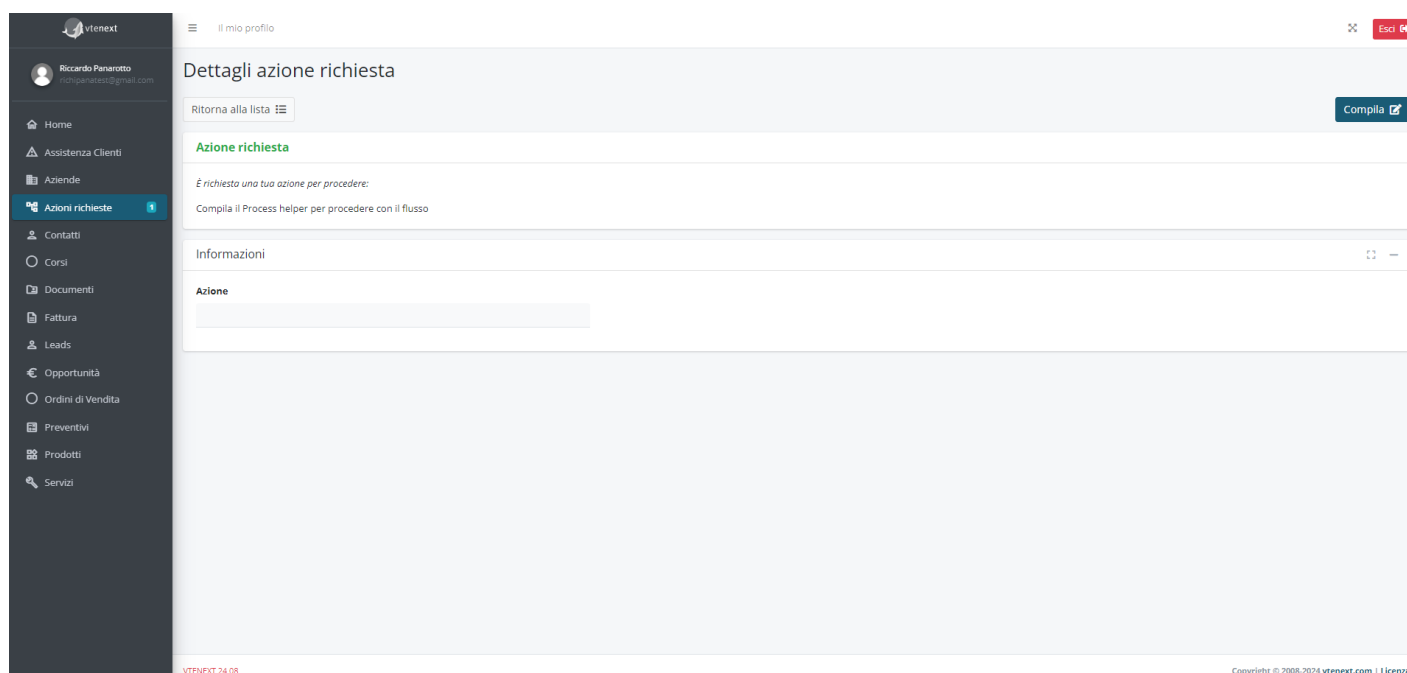 vtenext
Il mio profilo
Esci
Riccardo Panarotto
richipanatest@gmail.com
Dettagli azione richiesta
Ritorna alla lista
Compila
Home
Assistenza Clienti
Aziende
Azioni richieste 1
Contatti
Corsi
Documenti
Fattura
Leads
Opportunità
Ordini di Vendita
Preventivi
Prodotti
Servizi
Azione richiesta
È richiesta una tua azione per procedere:
Compila il Process helper per procedere con il flusso
Informazioni
Azione
VTENEXT 24.08
Copyright © 2008-2024 vtenext.com | Licenza